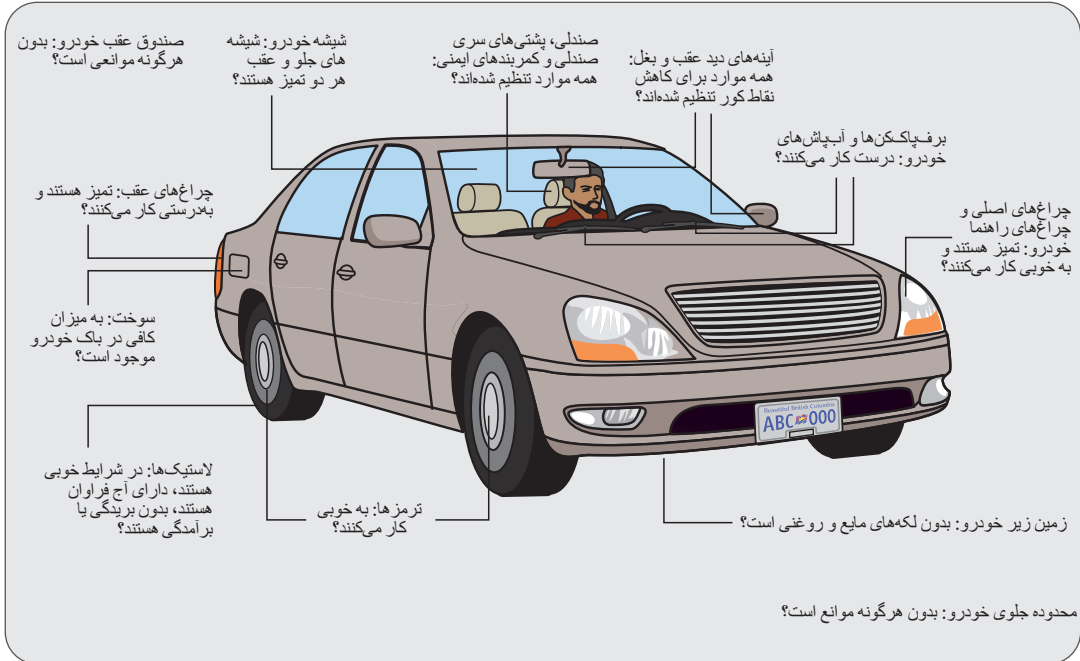 صندوق عقب خودرو: بدون
هرگونه موانعی است؟
شیشه خودرو: شیشه
های جلو و عقب
هر دو تمیز هستند؟
صندلی، پشتی‌های سری
صندلی و کمربندهای ایمنی:
همه موارد تنظیم شده‌اند؟
آینه‌های دید عقب و بغل:
همه موارد برای کاهش
نقاط کور تنظیم شده‌اند؟
برف‌پاک‌کن‌ها و آب‌پاش‌های
خودرو: درست کار می‌کنند؟
چراغ‌های اصلی و
چراغ‌های راهنما
خودرو: تمیز هستند و
به خوبی کار می‌کنند؟
چراغ‌های عقب: تمیز هستند و
به‌درستی کار می‌کنند؟
سوخت: به میزان
کافی در باک خودرو
موجود است؟
لاستیک‌ها: در شرایط خوبی
هستند، دارای آج فراوان
هستند، بدون بریدگی یا
برآمدگی هستند؟
ترمزها: به خوبی
کار می‌کنند؟
Beautiful British Columbia
ABC 000
زمین زیر خودرو: بدون لکه‌های مایع و روغنی است؟
محدوده جلوی خودرو: بدون هرگونه موانع است؟